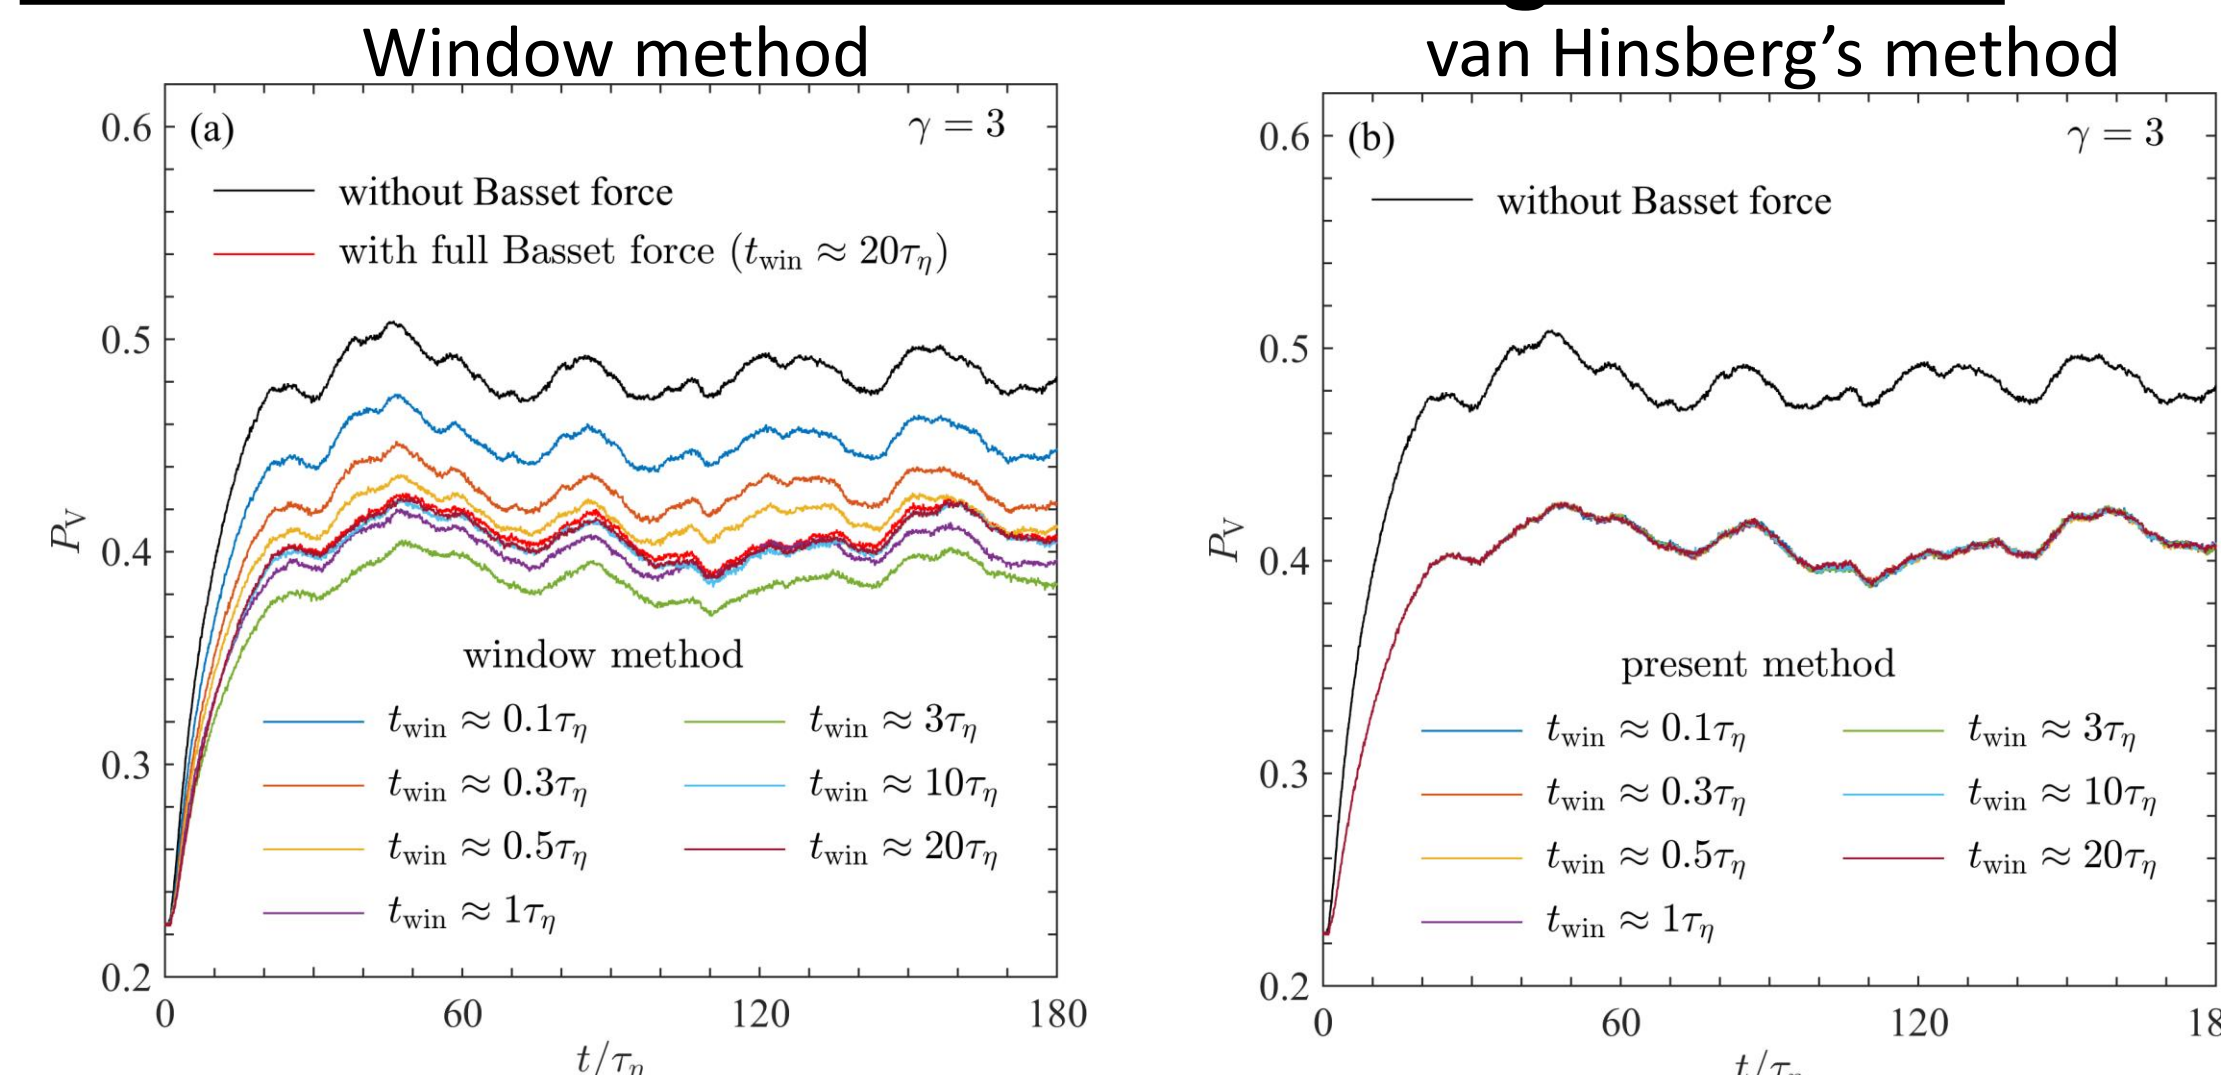 Window method
(a)
γ = 3
without Basset force
with full Basset force (t_win ≈ 20τ_η)
window method
t_win ≈ 0.1τ_η
t_win ≈ 0.3τ_η
t_win ≈ 0.5τ_η
t_win ≈ 1τ_η
t_win ≈ 3τ_η
t_win ≈ 10τ_η
t_win ≈ 20τ_η
0.6
0.5
0.4
0.3
0.2
P_V
0 60 120 180
t/τ_η
van Hinsberg’s method
(b)
γ = 3
without Basset force
present method
t_win ≈ 0.1τ_η
t_win ≈ 0.3τ_η
t_win ≈ 0.5τ_η
t_win ≈ 1τ_η
t_win ≈ 3τ_η
t_win ≈ 10τ_η
t_win ≈ 20τ_η
0.6
0.5
0.4
0.3
0.2
P_V
0 60 120 18
t/τ_η